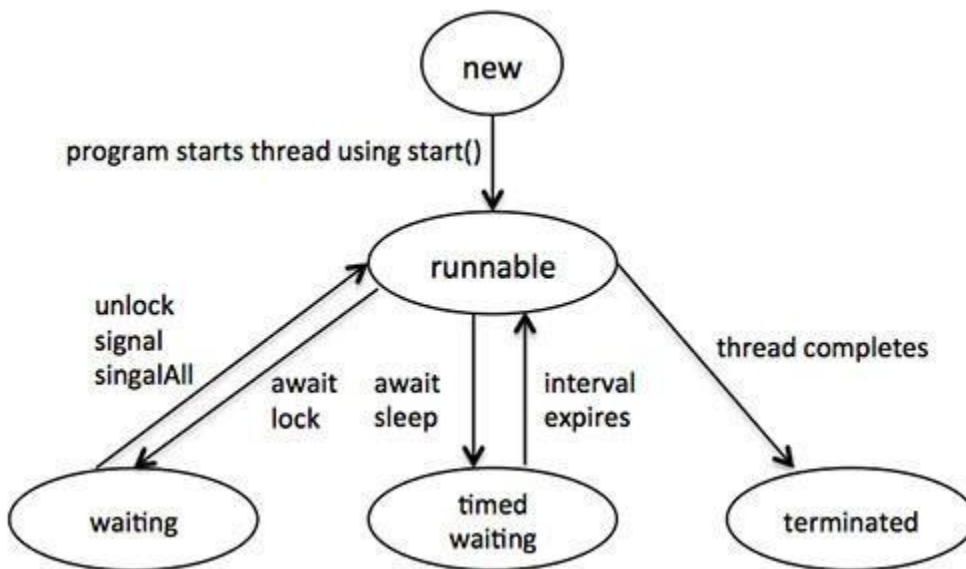 new
program starts thread using start()
runnable
unlock
signal
singalAll
await
lock
await
sleep
interval
expires
thread completes
waiting
timed
waiting
terminated